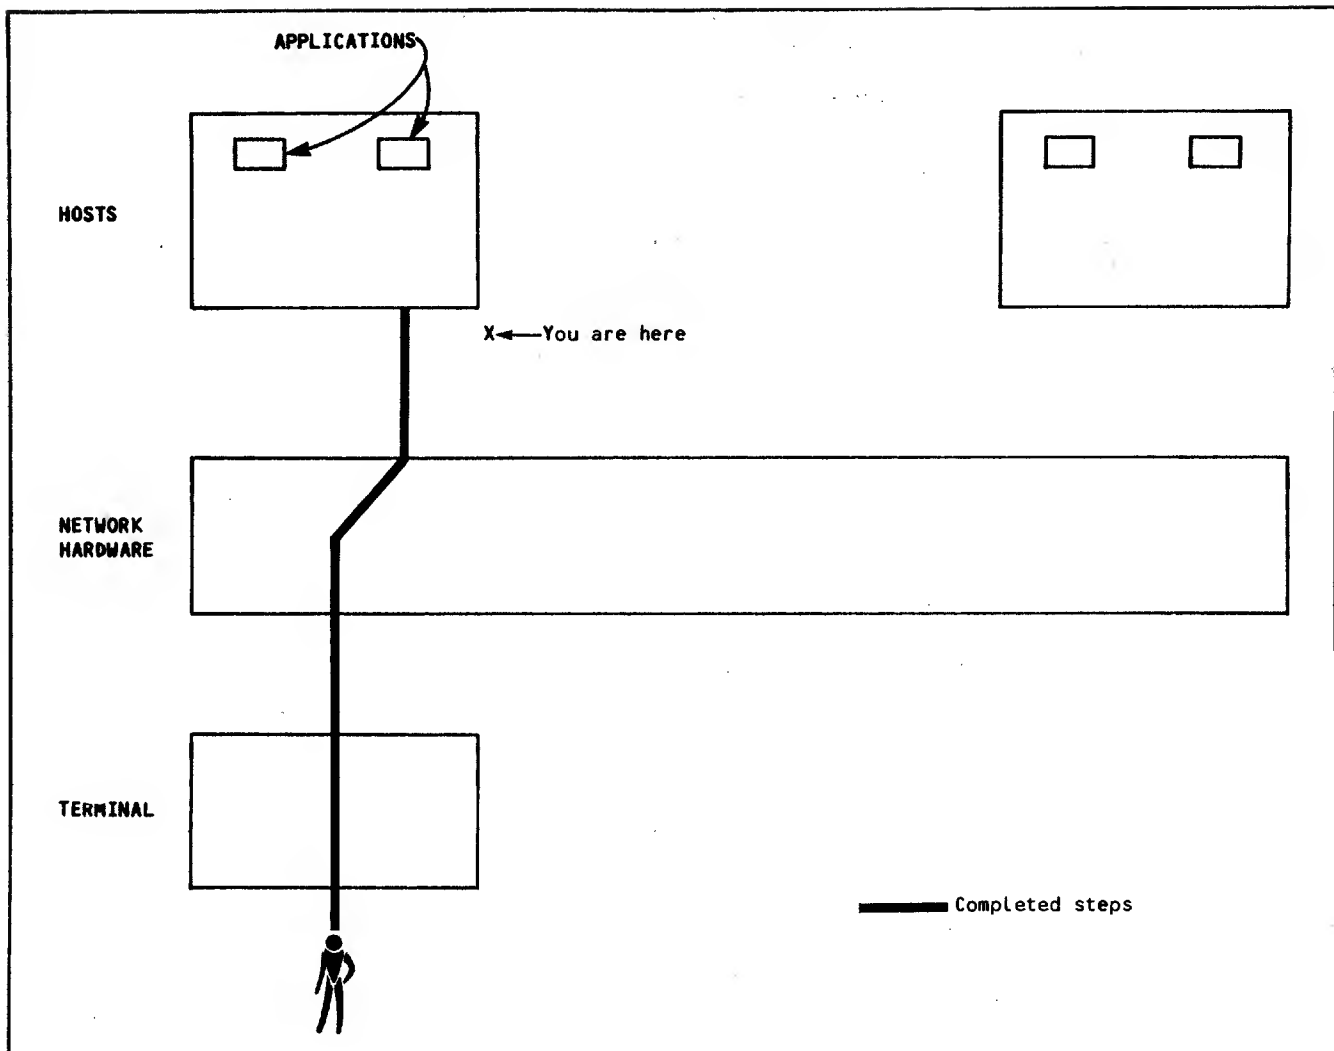 APPLICATIONS
HOSTS
X You are here
NETWORK
HARDWARE
TERMINAL
Completed steps